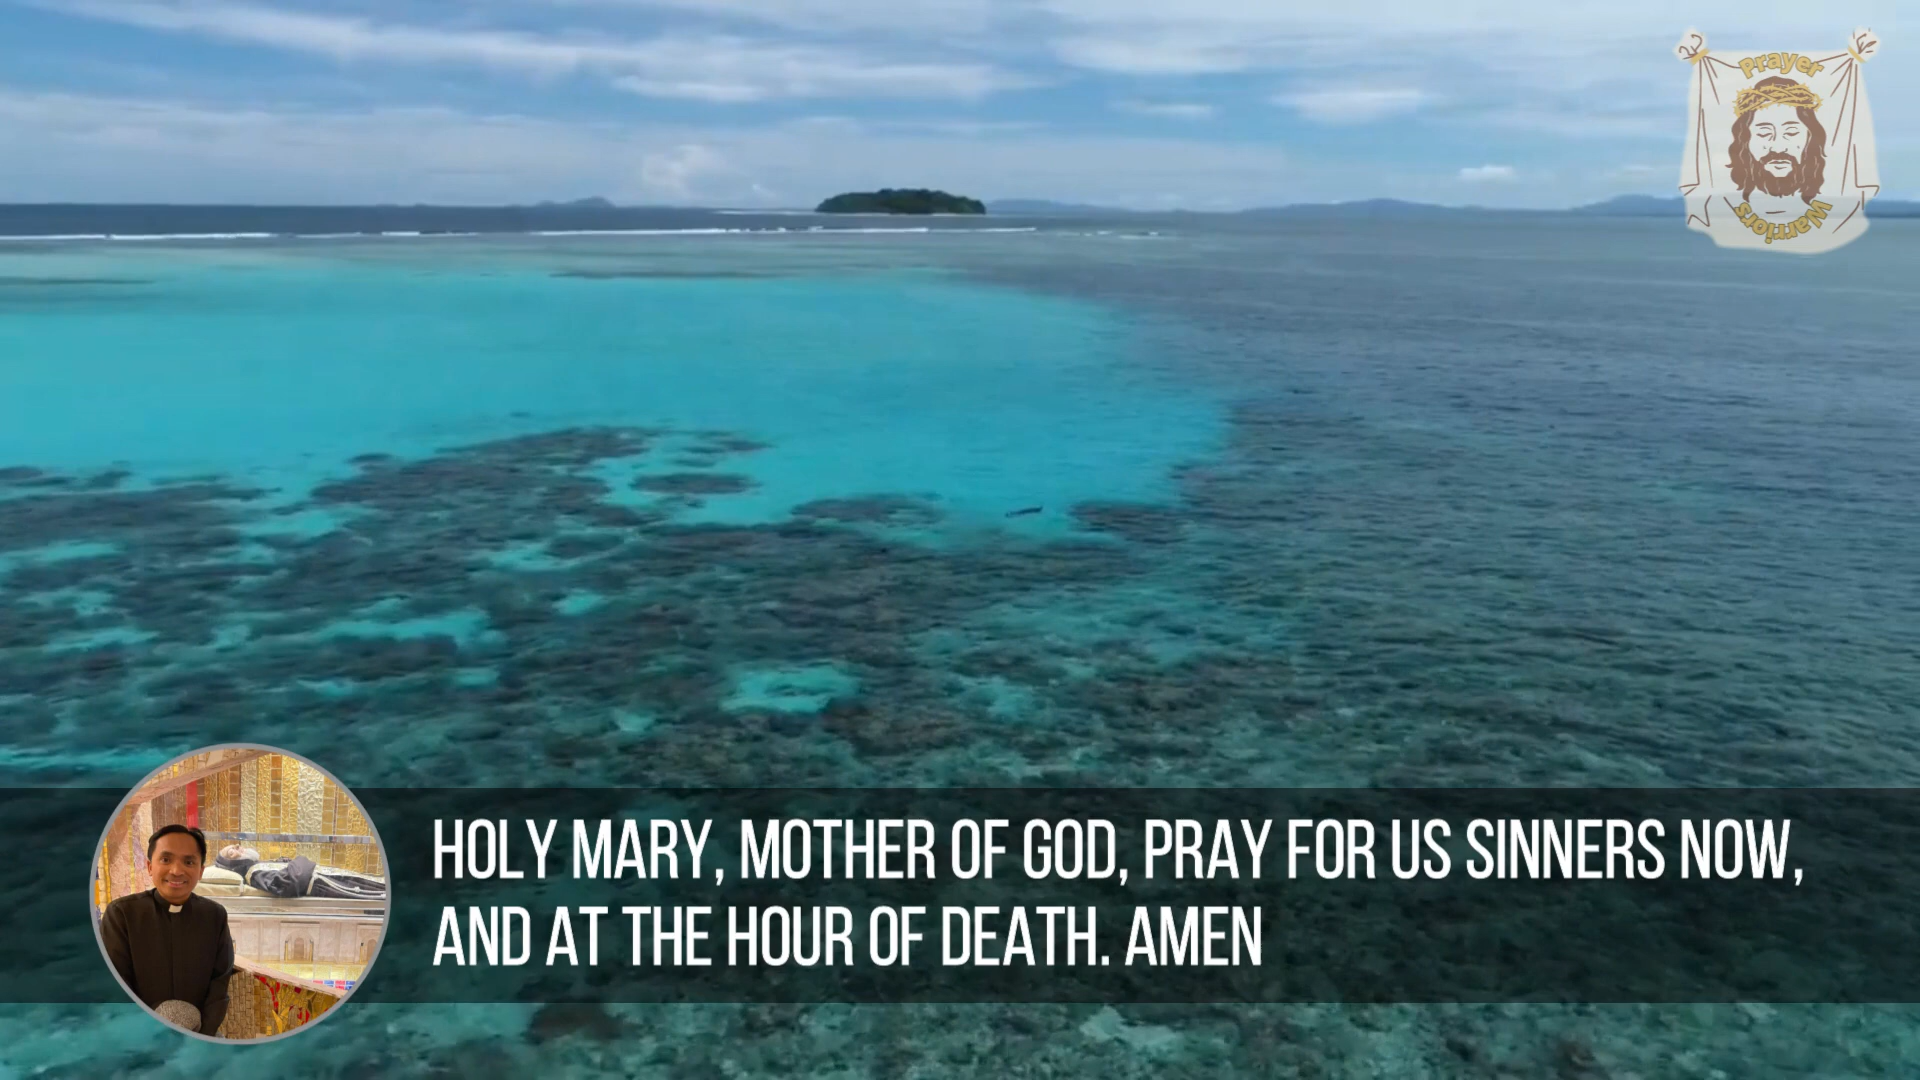 Prayer
Warriors
HOLY MARY, MOTHER OF GOD, PRAY FOR US SINNERS NOW,
AND AT THE HOUR OF DEATH. AMEN